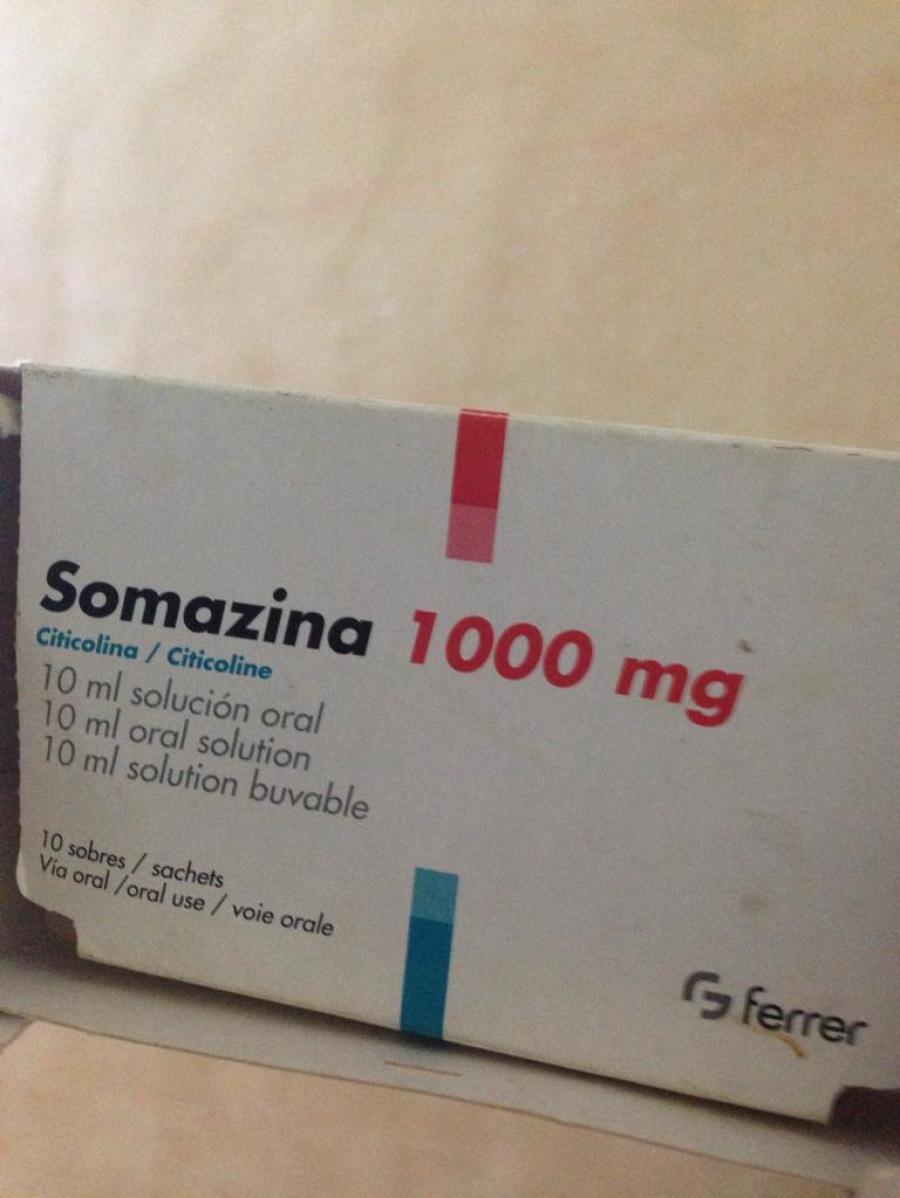 Somazina 1000 mg
Citicolina / Citicoline
10 ml solución oral
10 ml oral solution
10 ml solution buvable
10 sobres / sachets
Vía oral /oral use / voie orale
ferrer